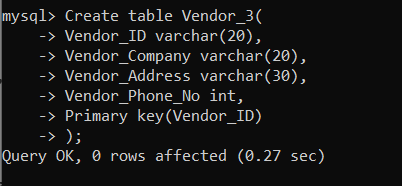 mysql> Create table Vendor_3(
-> Vendor_ID varchar(20),
-> Vendor_Company varchar(20),
-> Vendor_Address varchar(30),
-> Vendor_Phone_No int,
-> Primary key(Vendor_ID)
-> );
Query OK, 0 rows affected (0.27 sec)